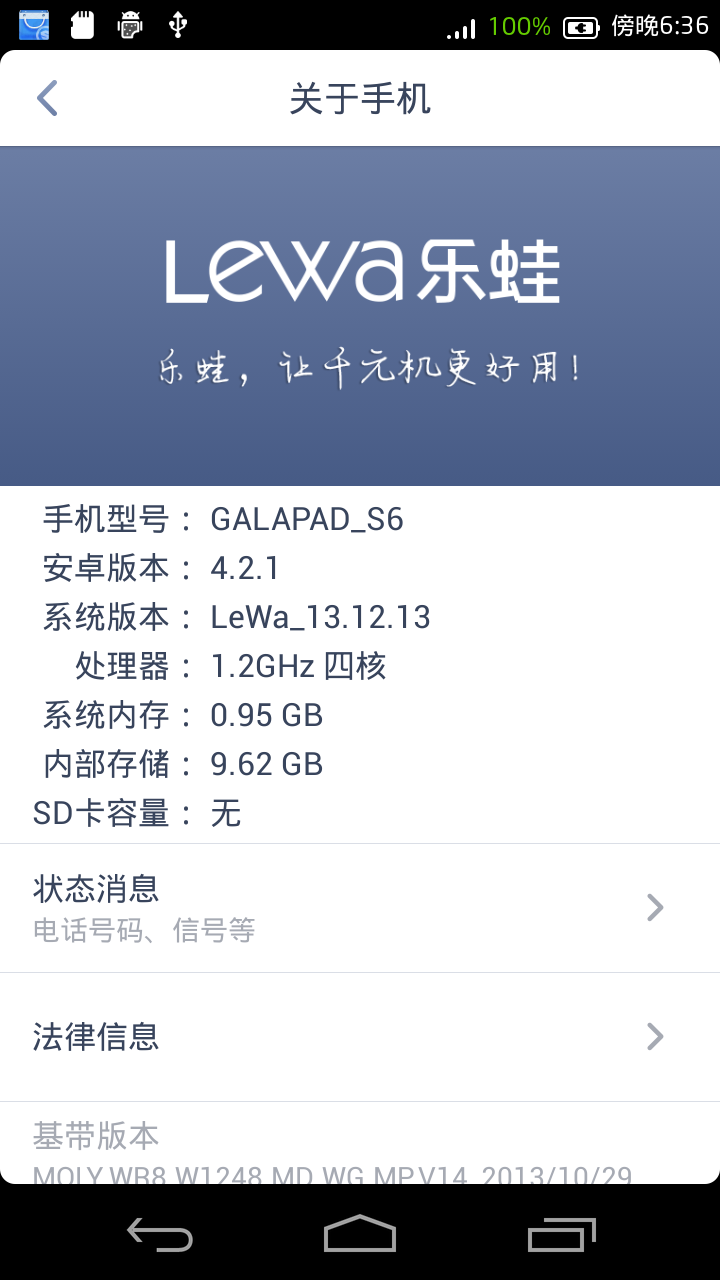 100% 傍晚6:36
关于手机
Lewa乐蛙
乐蛙，让千元机更好用!
手机型号： GALAPAD_S6
安卓版本： 4.2.1
系统版本： LeWa_13.12.13
处理器： 1.2GHz 四核
系统内存： 0.95 GB
内部存储： 9.62 GB
SD卡容量： 无
状态消息
电话号码、信号等
法律信息
基带版本
MOLY.WR8.W1248.MD.WG.MP.V14, 2013/10/29